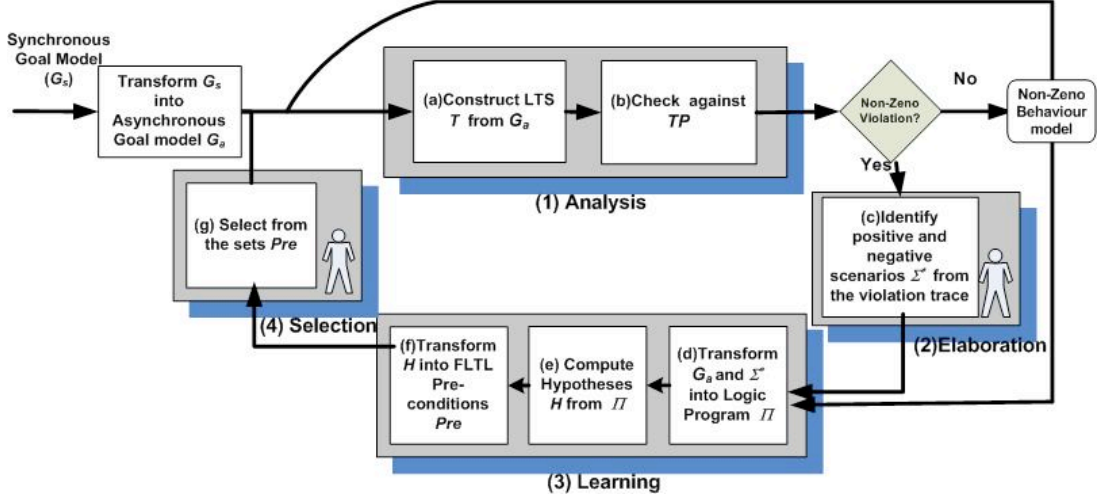 Synchronous
Goal Model
(Gs)
Transform Gs
into
Asynchronous
Goal model Ga
(a)Construct LTS
T from Ga
(b)Check against
TP
(1) Analysis
Non-Zeno
Violation?
No
Yes
Non-Zeno
Behaviour
model
(c)Identify
positive and
negative
scenarios Σ* from
the violation trace
(2)Elaboration
(d)Transform
Ga and Σ*
into Logic
Program Π
(e) Compute
Hypotheses
H from Π
(f)Transform
H into FLTL
Pre-
conditions
Pre
(3) Learning
(g) Select from
the sets Pre
(4) Selection